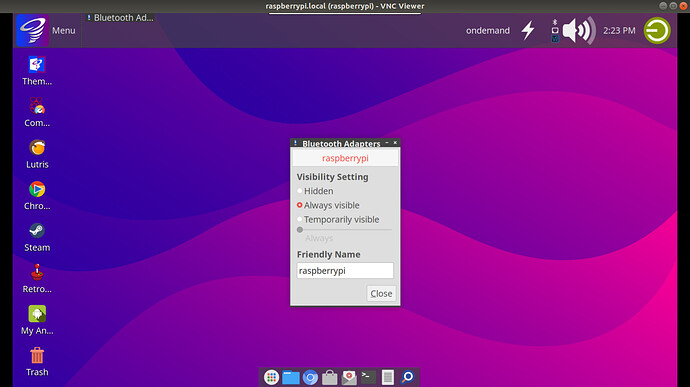 raspberrypi.local (raspberrypi) - VNC Viewer
Menu
Bluetooth Ad...
ondemand
2:23 PM
Them...
Com...
Lutris
Chro...
Steam
Retro...
My An...
Trash
Bluetooth Adapters
raspberrypi
Visibility Setting
Hidden
Always visible
Temporarily visible
Always
Friendly Name
raspberrypi
Close